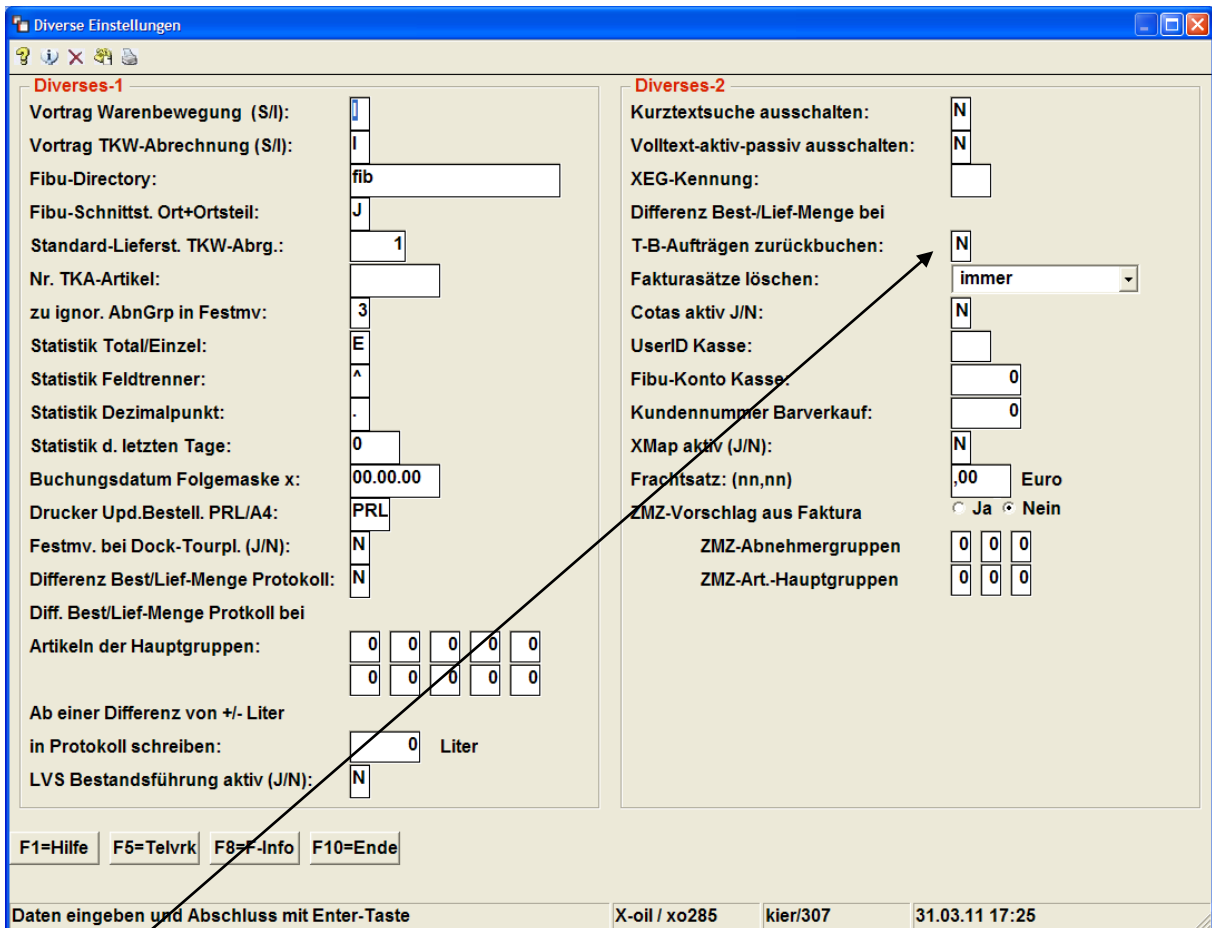 Diverse Einstellungen
Diverses-1
Vortrag Warenbewegung (S/I): I
Vortrag TKW-Abrechnung (S/I): I
Fibu-Directory: fib
Fibu-Schnittst. Ort+Ortsteil: J
Standard-Lieferst. TKW-Abrg.: 1
Nr. TKA-Artikel:
zu ignor. AbnGrp in Festmv: 3
Statistik Total/Einzel: E
Statistik Feldtrenner: ^
Statistik Dezimalpunkt: .
Statistik d. letzten Tage: 0
Buchungsdatum Folgemaske x: 00.00.00
Drucker Upd.Bestell. PRL/A4: PRL
Festmv. bei Dock-Tourpl. (J/N): N
Differenz Best/Lief-Menge Protokoll: N
Diff. Best/Lief-Menge Protkoll bei
Artikeln der Hauptgruppen: 0 0 0 0 0
0 0 0 0 0
Ab einer Differenz von +/- Liter
in Protokoll schreiben: 0 Liter
LVS Bestandsführung aktiv (J/N): N
Diverses-2
Kurztextsuche ausschalten: N
Volltext-aktiv-passiv ausschalten: N
XEG-Kennung:
Differenz Best-/Lief-Menge bei
T-B-Aufträgen zurückbuchen: N
Fakturasätze löschen: immer
Cotas aktiv J/N: N
UserID Kasse:
Fibu-Konto Kasse: 0
Kundennummer Barverkauf: 0
XMap aktiv (J/N): N
Frachtsatz: (nn,nn) ,00 Euro
ZMZ-Vorschlag aus Faktura Ja Nein
ZMZ-Abnehmergruppen 0 0 0
ZMZ-Art.-Hauptgruppen 0 0 0
F1=Hilfe F5=Telvrk F8=F-Info F10=Ende
Daten eingeben und Abschluss mit Enter-Taste X-oil / xo285 kier/307 31.03.11 17:25